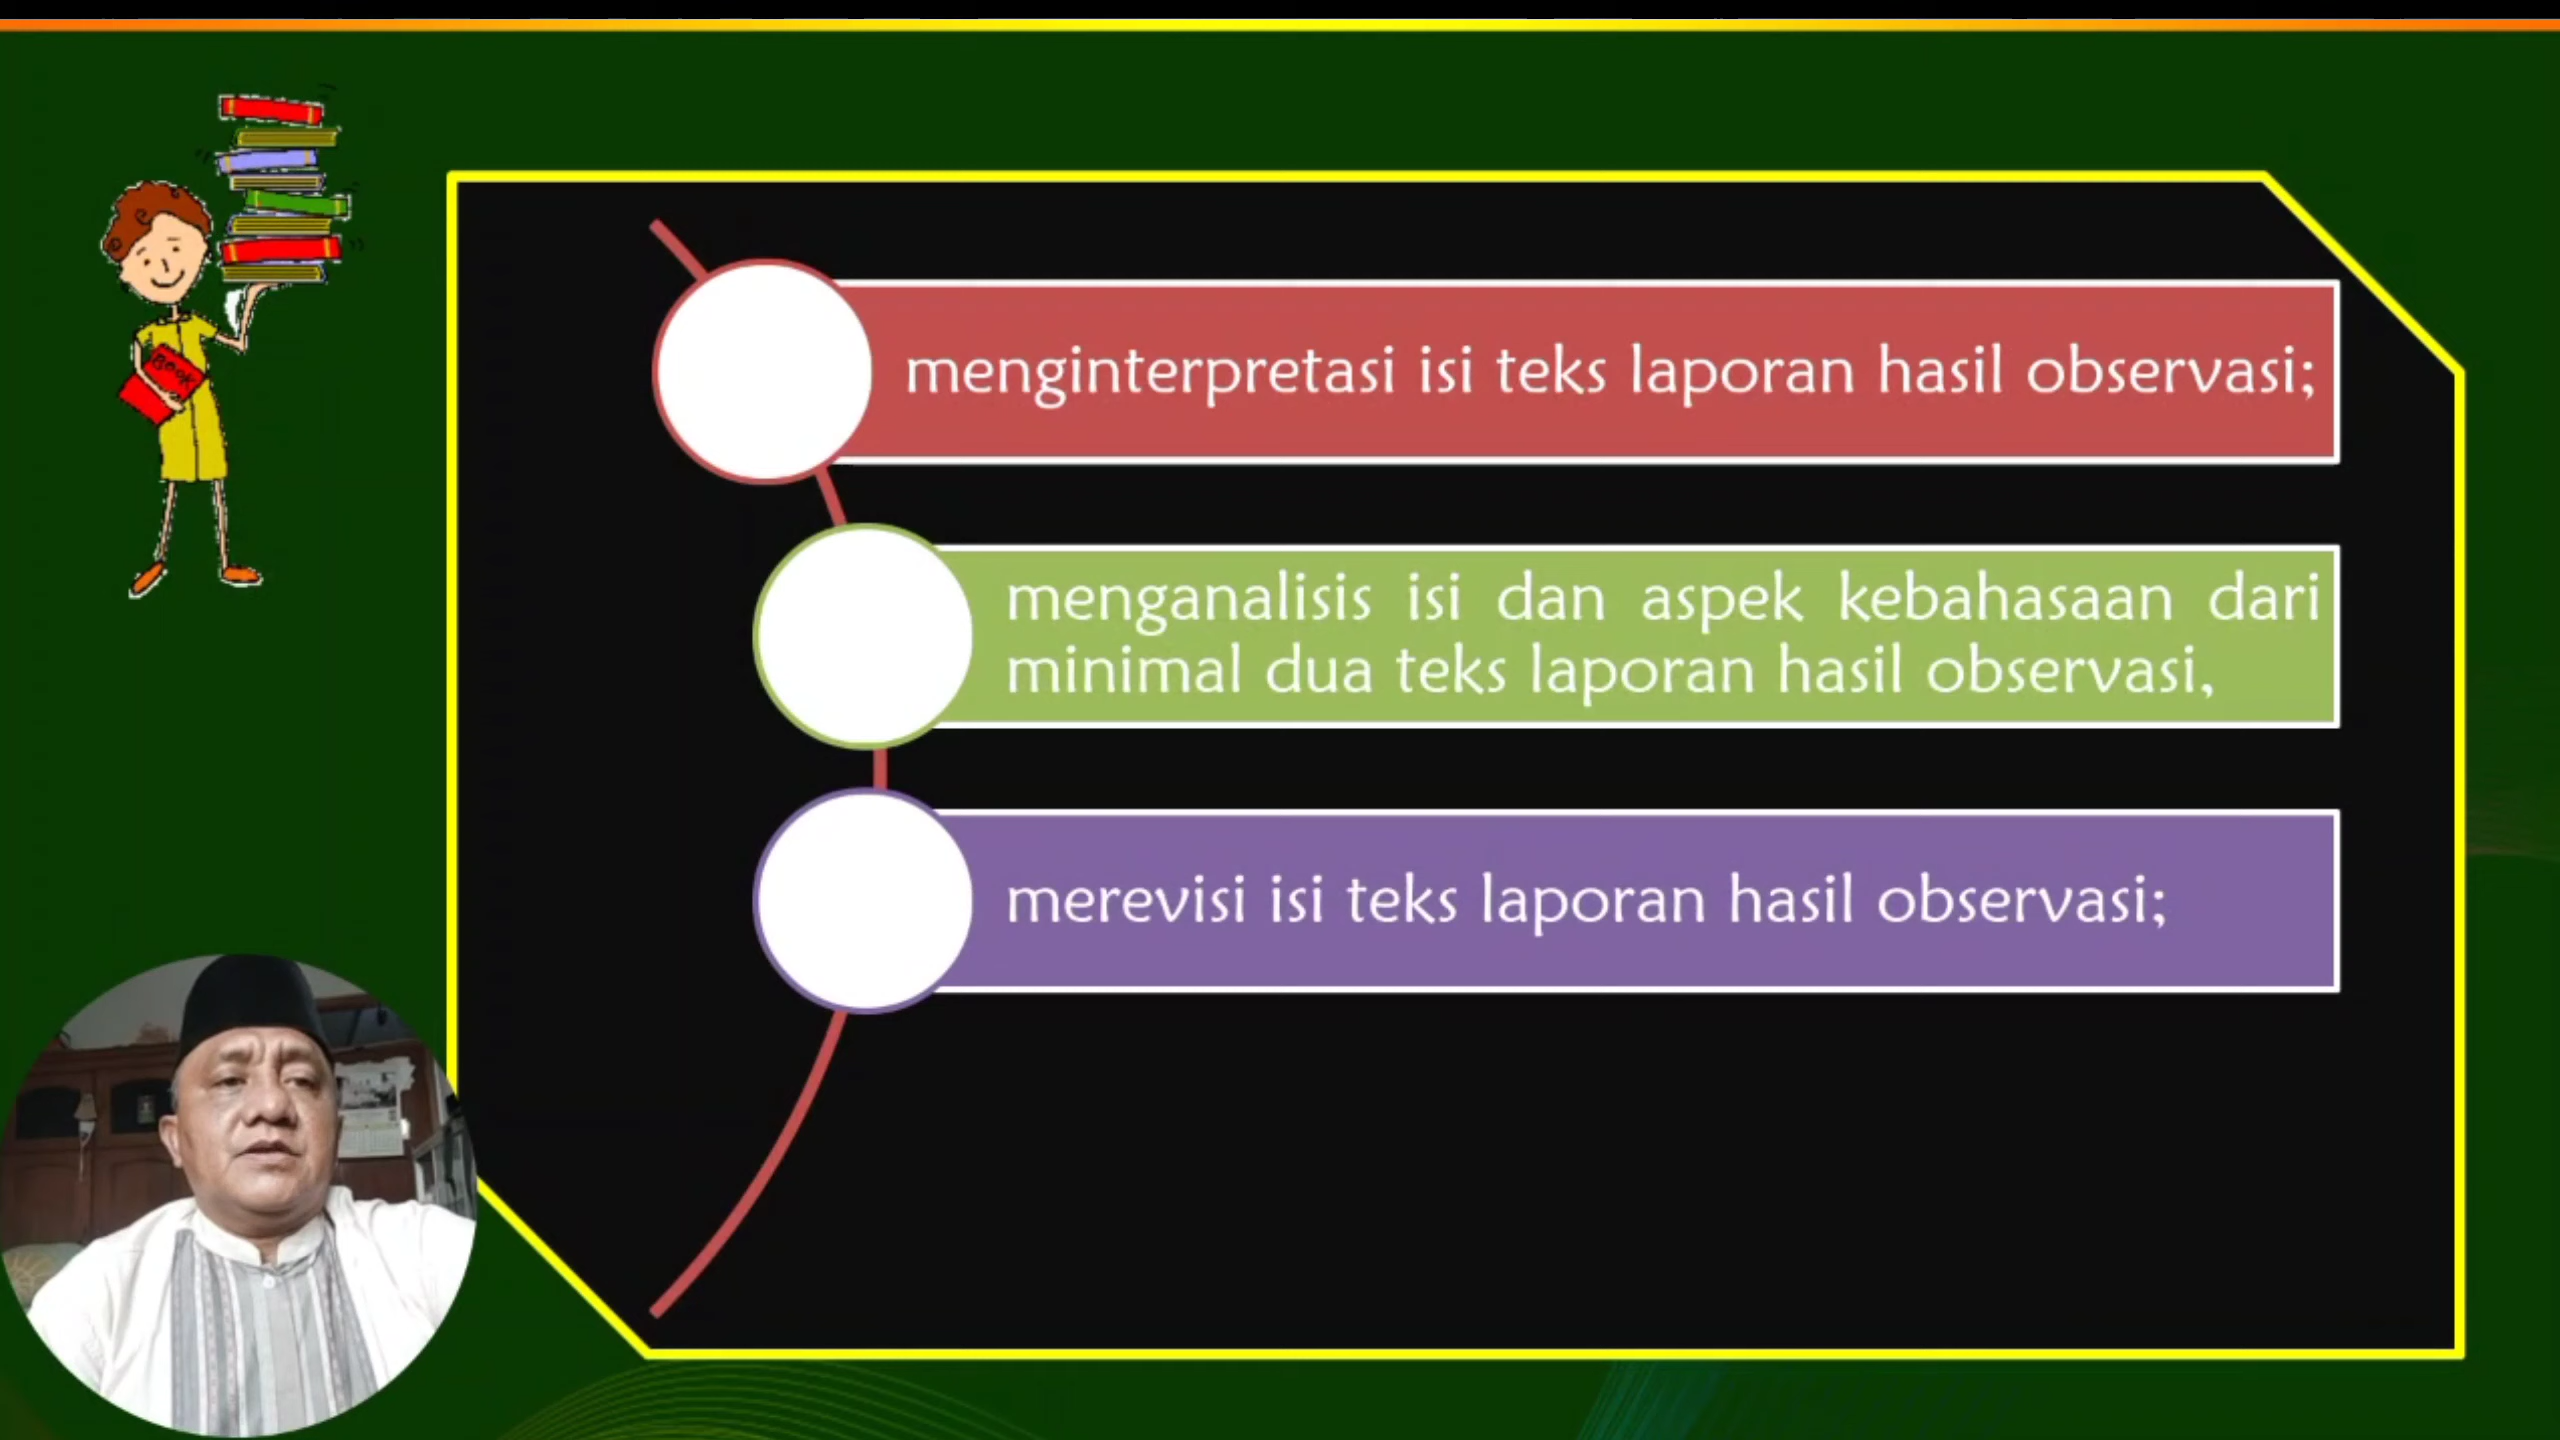 Book
menginterpretasi isi teks laporan hasil observasi;
menganalisis isi dan aspek kebahasaan dari
minimal dua teks laporan hasil observasi,
merevisi isi teks laporan hasil observasi;